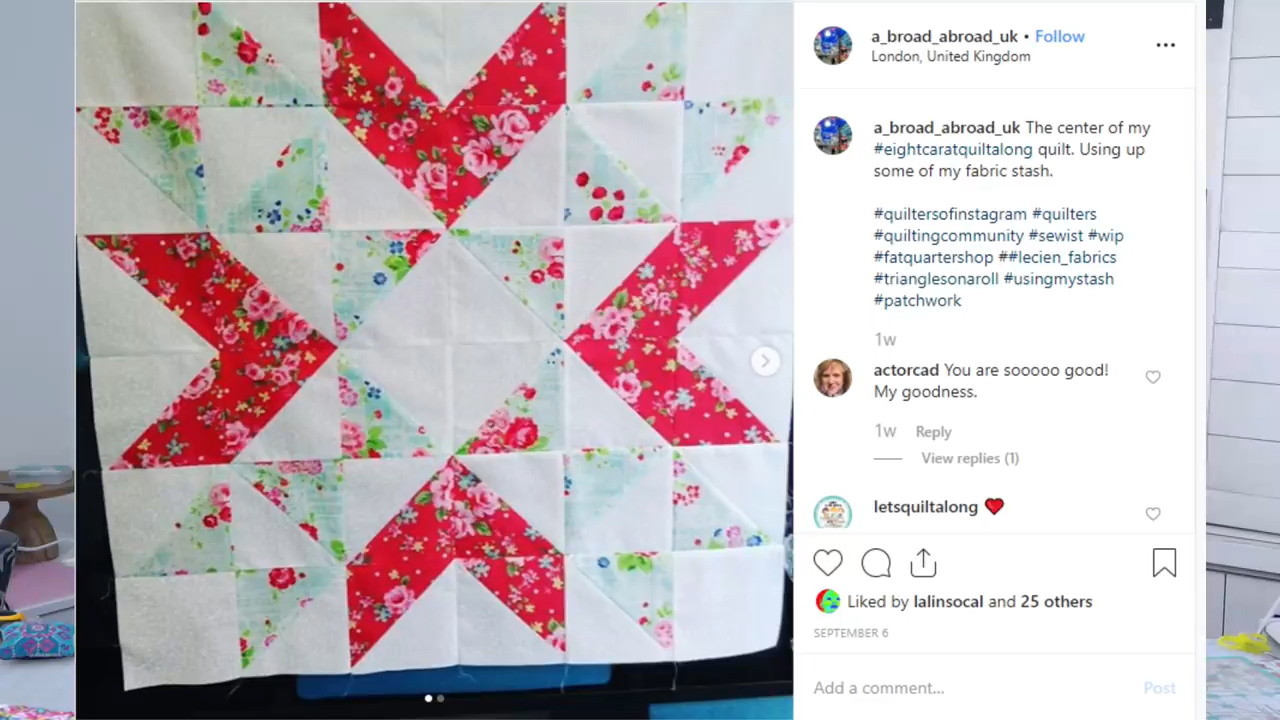 a_broad_abroad_uk • Follow
London, United Kingdom
a_broad_abroad_uk The center of my
#eightcaratquiltalong quilt. Using up
some of my fabric stash.
#quiltersofinstagram #quilters
#quiltingcommunity #sewist #wip
#fatquartershop ##lecien_fabrics
#trianglesonaroll #usingmystash
#patchwork
1w
actorcad You are sooooo good!
My goodness.
1w Reply
View replies (1)
letsquiltalong ❤️
Liked by lalinsocal and 25 others
SEPTEMBER 6
Add a comment... Post